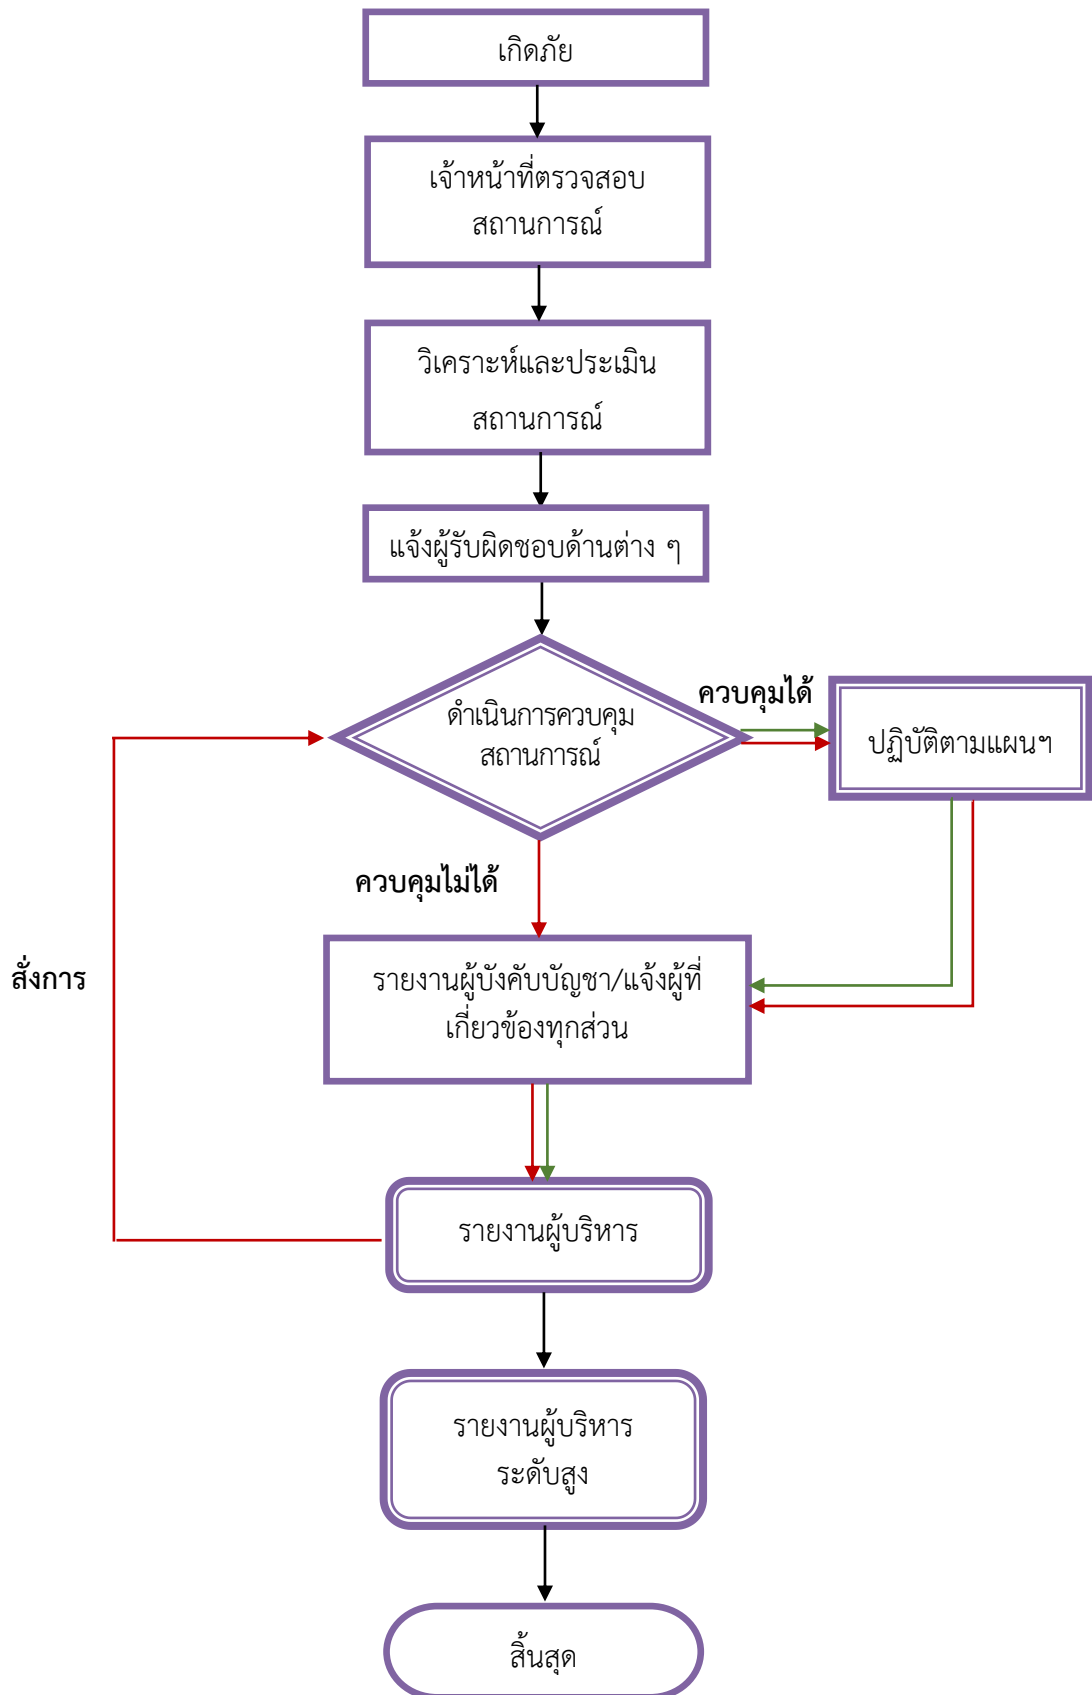 เกิดภัย
เจ้าหน้าที่ตรวจสอบ
สถานการณ์
วิเคราะห์และประเมิน
สถานการณ์
แจ้งผู้รับผิดชอบด้านต่าง ๆ
ดำเนินการควบคุม
สถานการณ์
ควบคุมได้
ปฏิบัติตามแผนฯ
ควบคุมไม่ได้
สั่งการ
รายงานผู้บังคับบัญชา/แจ้งผู้ที่
เกี่ยวข้องทุกส่วน
รายงานผู้บริหาร
รายงานผู้บริหาร
ระดับสูง
สิ้นสุด